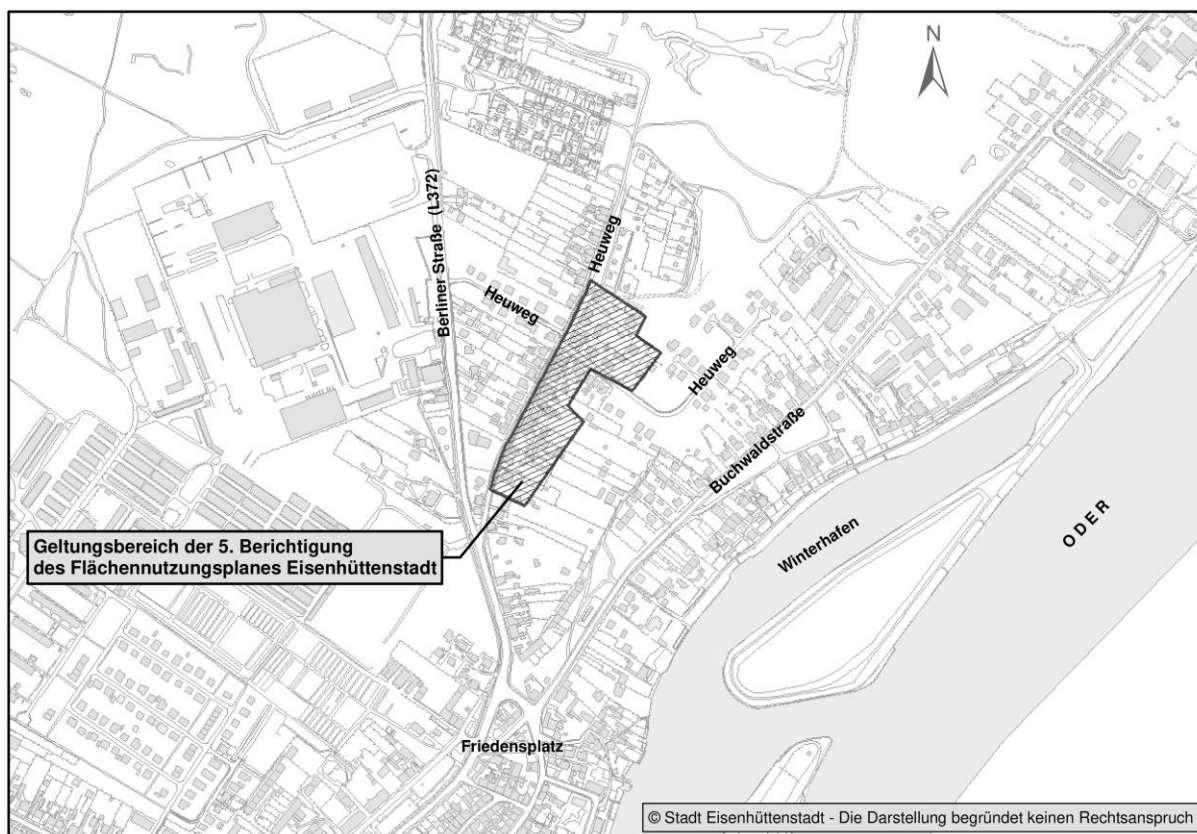 N
Berliner Straße (L372)
Heuweg
Heuweg
Heuweg
Buchwaldstraße
Winterhafen
ODER
Geltungsbereich der 5. Berichtigung
des Flächennutzungsplanes Eisenhüttenstadt
Friedensplatz
© Stadt Eisenhüttenstadt - Die Darstellung begründet keinen Rechtsanspruch